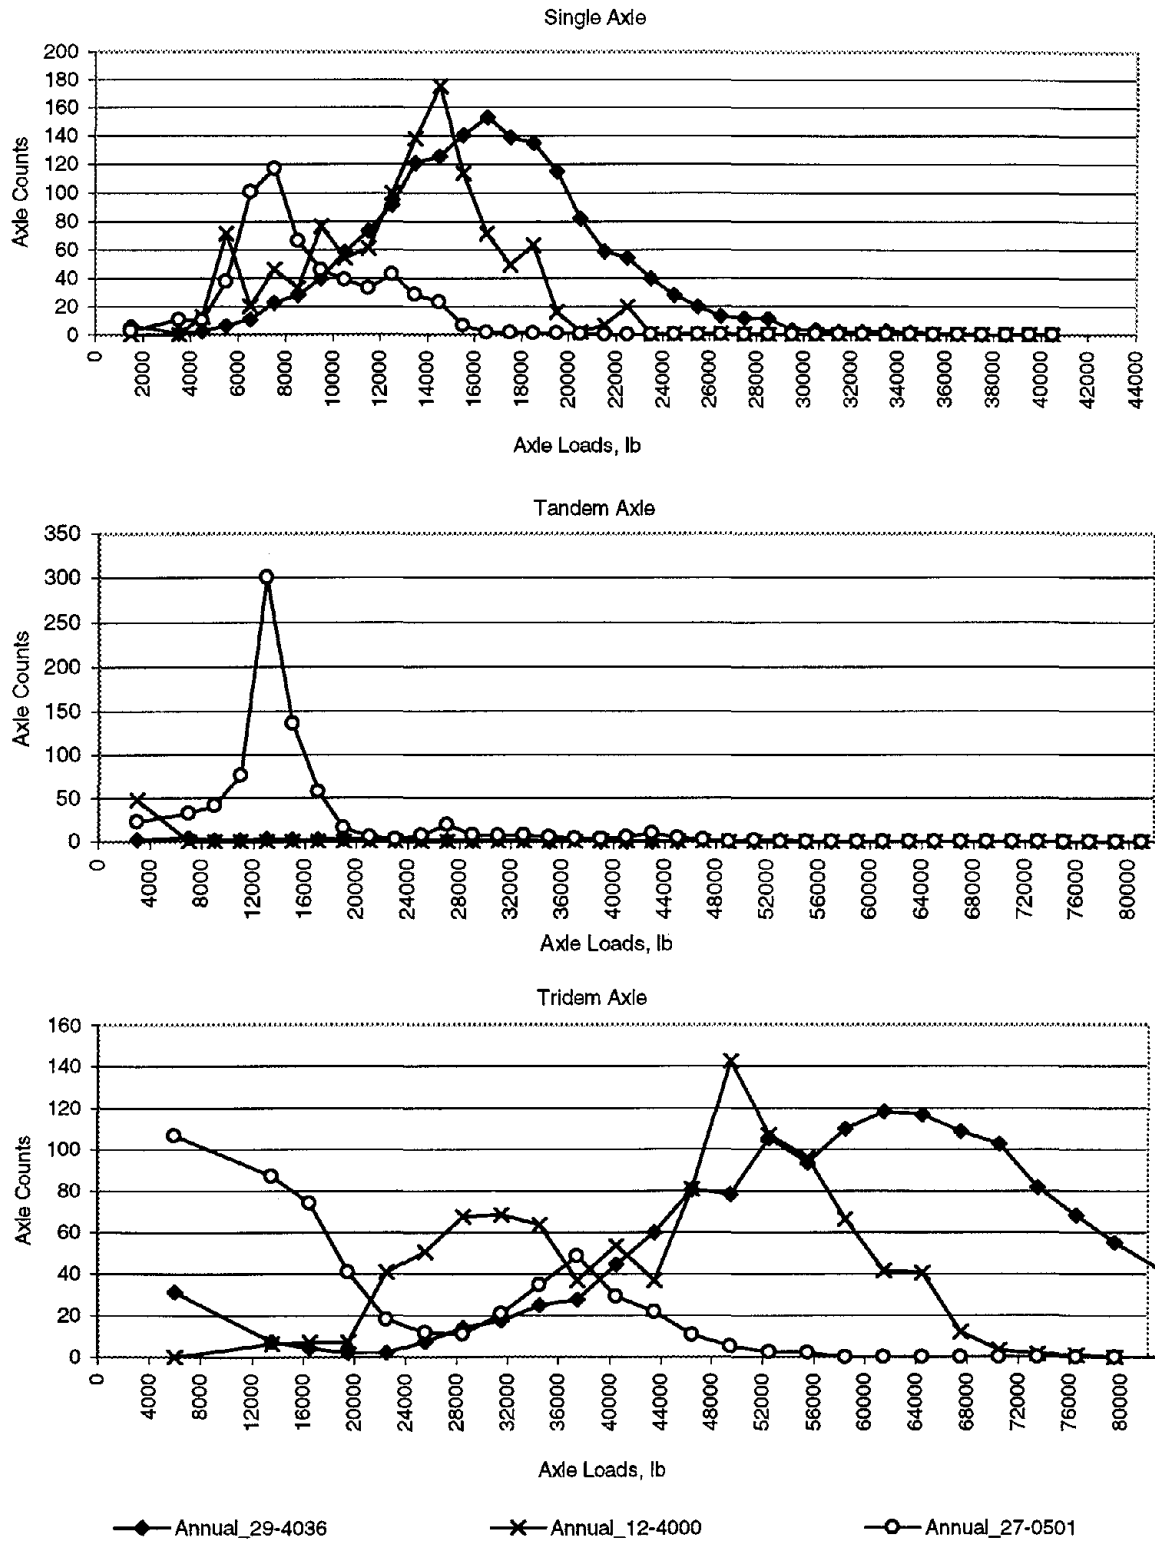 Single Axle
200
180
160
140
120
100
80
60
40
20
0
Axle Counts
0 2000 4000 6000 8000 10000 12000 14000 16000 18000 20000 22000 24000 26000 28000 30000 32000 34000 36000 38000 40000 42000 44000
Axle Loads, lb
Tandem Axle
350
300
250
200
150
100
50
0
Axle Counts
0 4000 8000 12000 16000 20000 24000 28000 32000 36000 40000 44000 48000 52000 56000 60000 64000 68000 72000 76000 80000
Axle Loads, lb
Tridem Axle
160
140
120
100
80
60
40
20
0
Axle Counts
0 4000 8000 12000 16000 20000 24000 28000 32000 36000 40000 44000 48000 52000 56000 60000 64000 68000 72000 76000 80000
Axle Loads, lb
Annual_29-4036 Annual_12-4000 Annual_27-0501